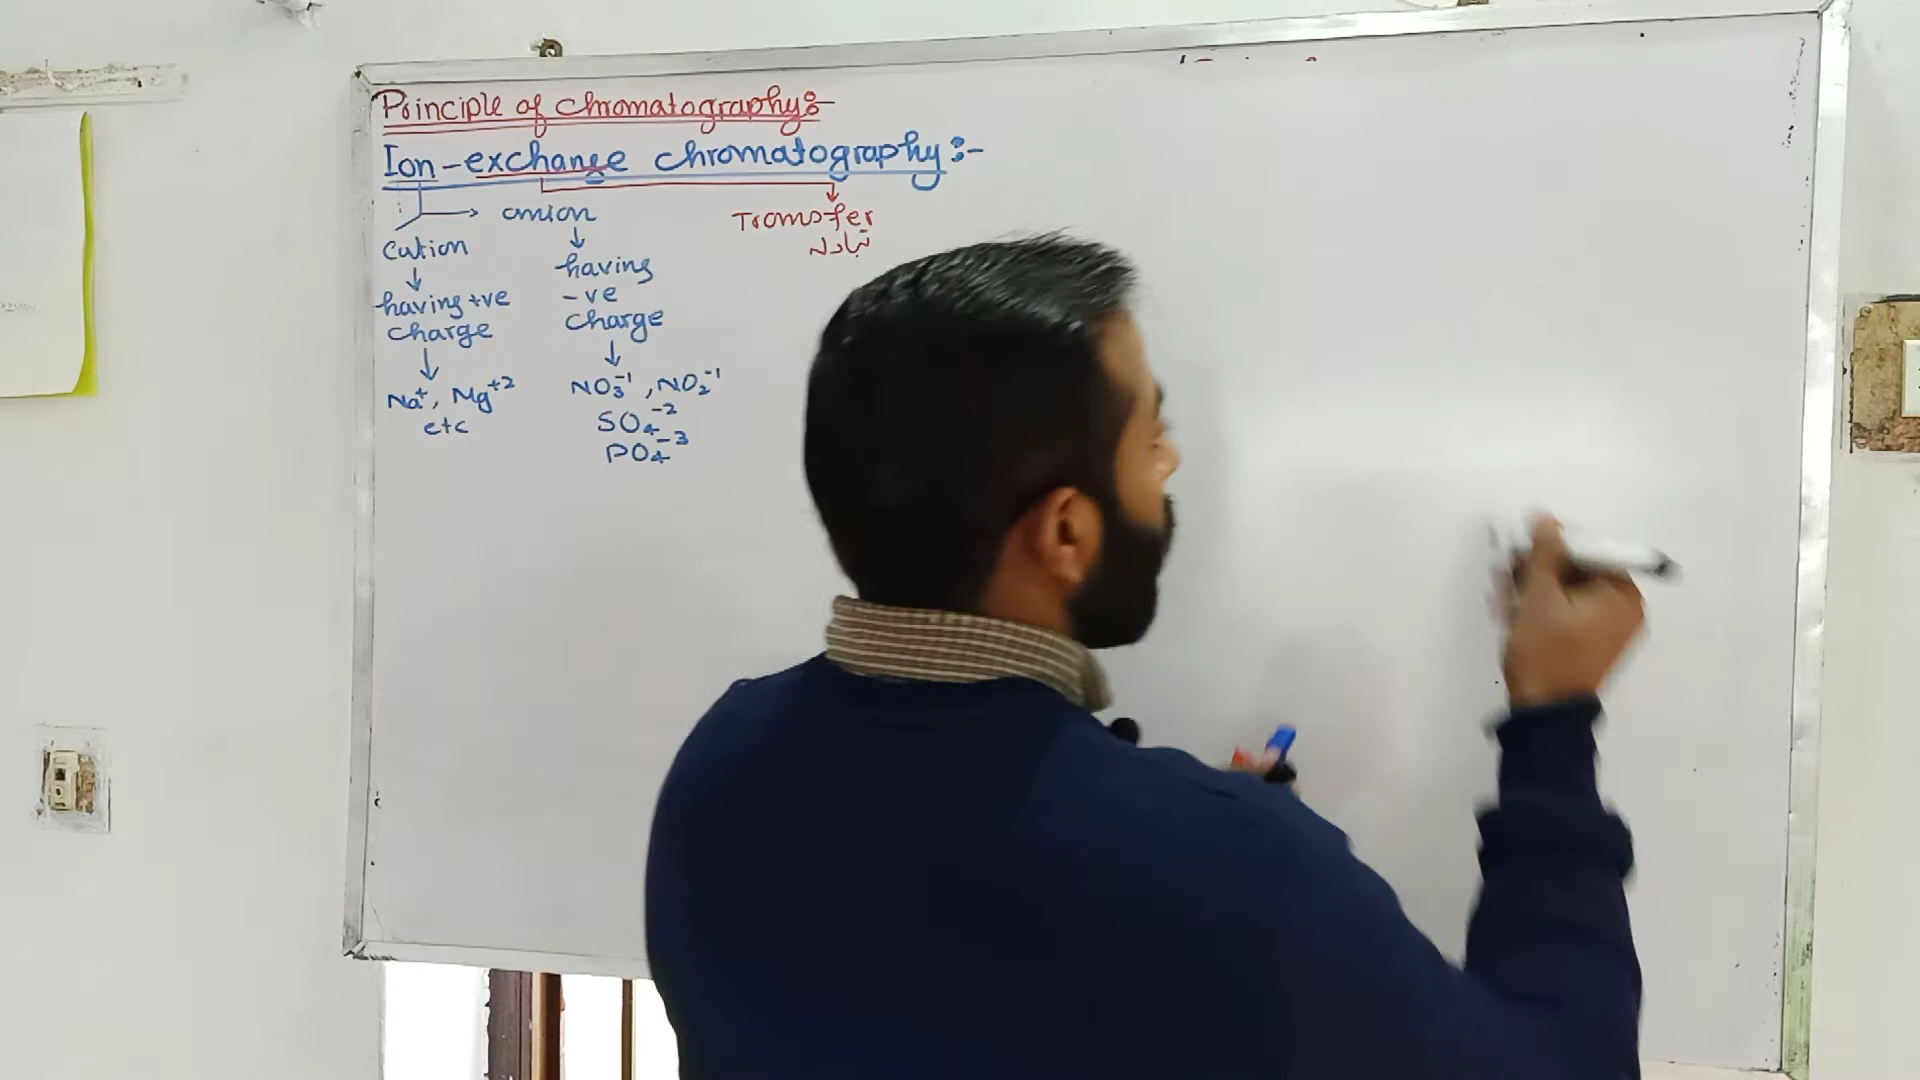 Principle of chromatography:-
Ion-exchange chromatography:-
anion
Transfer
تبادلہ
Cation
having
-ve
charge
having +ve
charge
Na⁺, Mg⁺²
etc
NO₃⁻¹, NO₂⁻¹
SO₄⁻²
PO₄⁻³